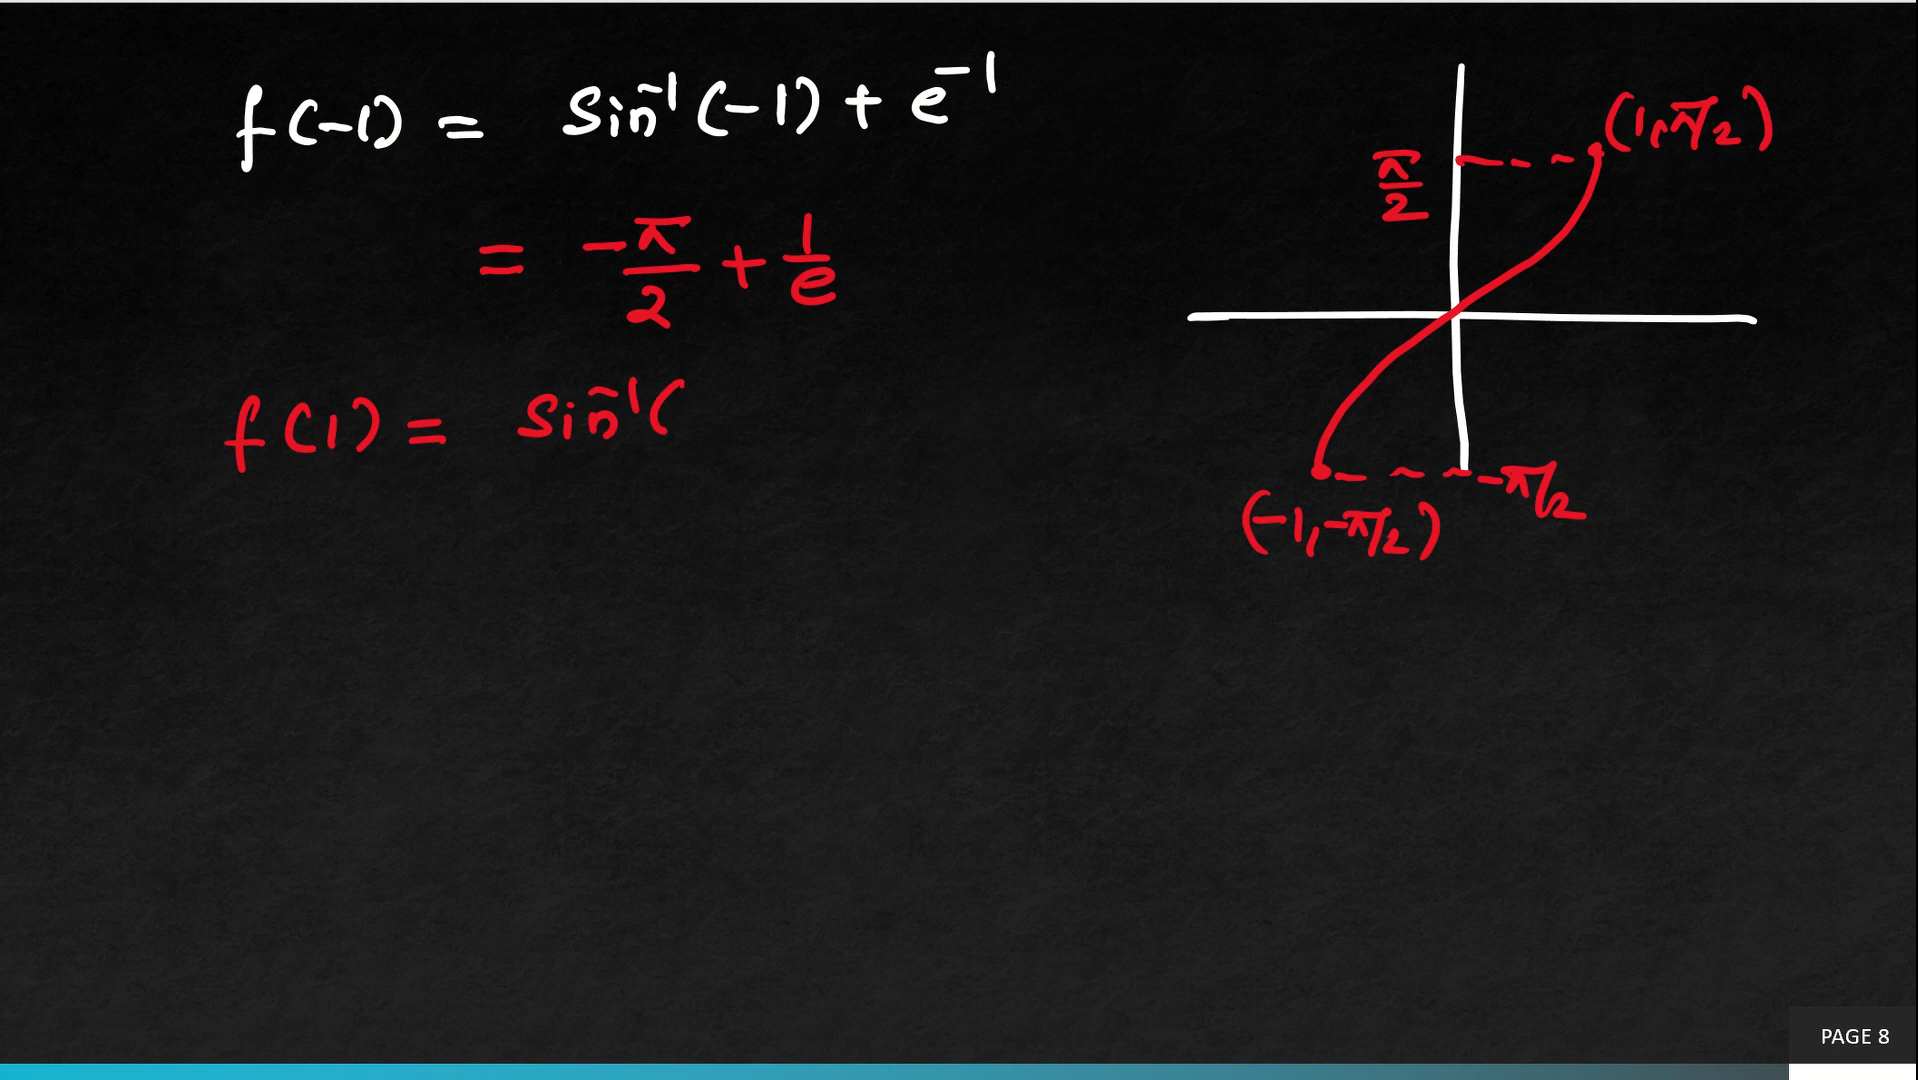 f(-1) = sin⁻¹(-1) + e⁻¹
= -π/2 + 1/e
f(1) = sin⁻¹(
(1, π/2)
π/2
-π/2
(-1, -π/2)
PAGE 8